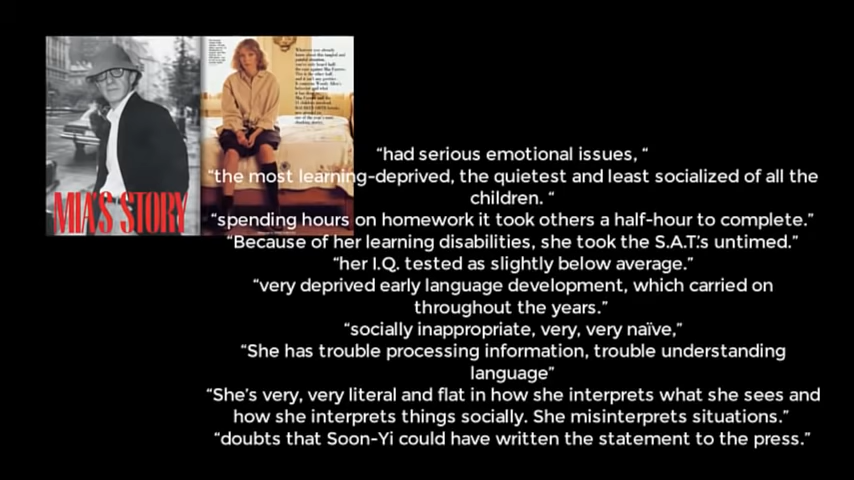 MIA'S STORY
“had serious emotional issues, “
“the most learning-deprived, the quietest and least socialized of all the
children. “
“spending hours on homework it took others a half-hour to complete.”
“Because of her learning disabilities, she took the S.A.T.’s untimed.”
“her I.Q. tested as slightly below average.”
“very deprived early language development, which carried on
throughout the years.”
“socially inappropriate, very, very naïve,”
“She has trouble processing information, trouble understanding
language”
“She’s very, very literal and flat in how she interprets what she sees and
how she interprets things socially. She misinterprets situations.”
“doubts that Soon-Yi could have written the statement to the press.”